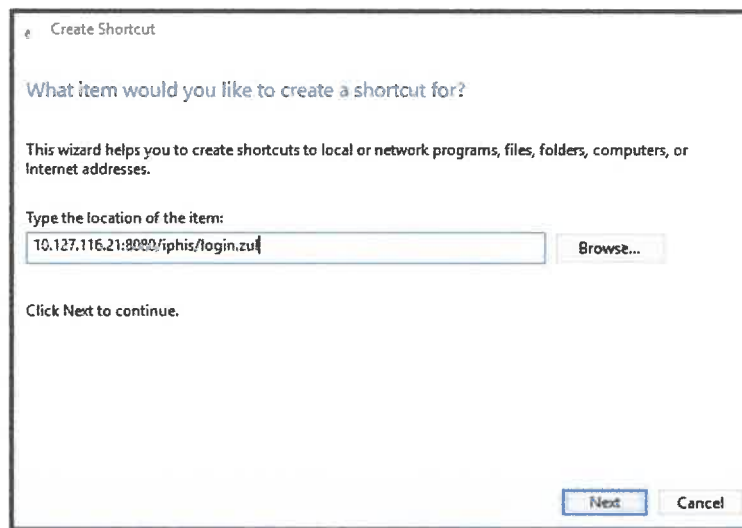 Create Shortcut
What item would you like to create a shortcut for?
This wizard helps you to create shortcuts to local or network programs, files, folders, computers, or
Internet addresses.
Type the location of the item:
10.127.116.21:8080/iphis/login.zul
Browse...
Click Next to continue.
Next
Cancel